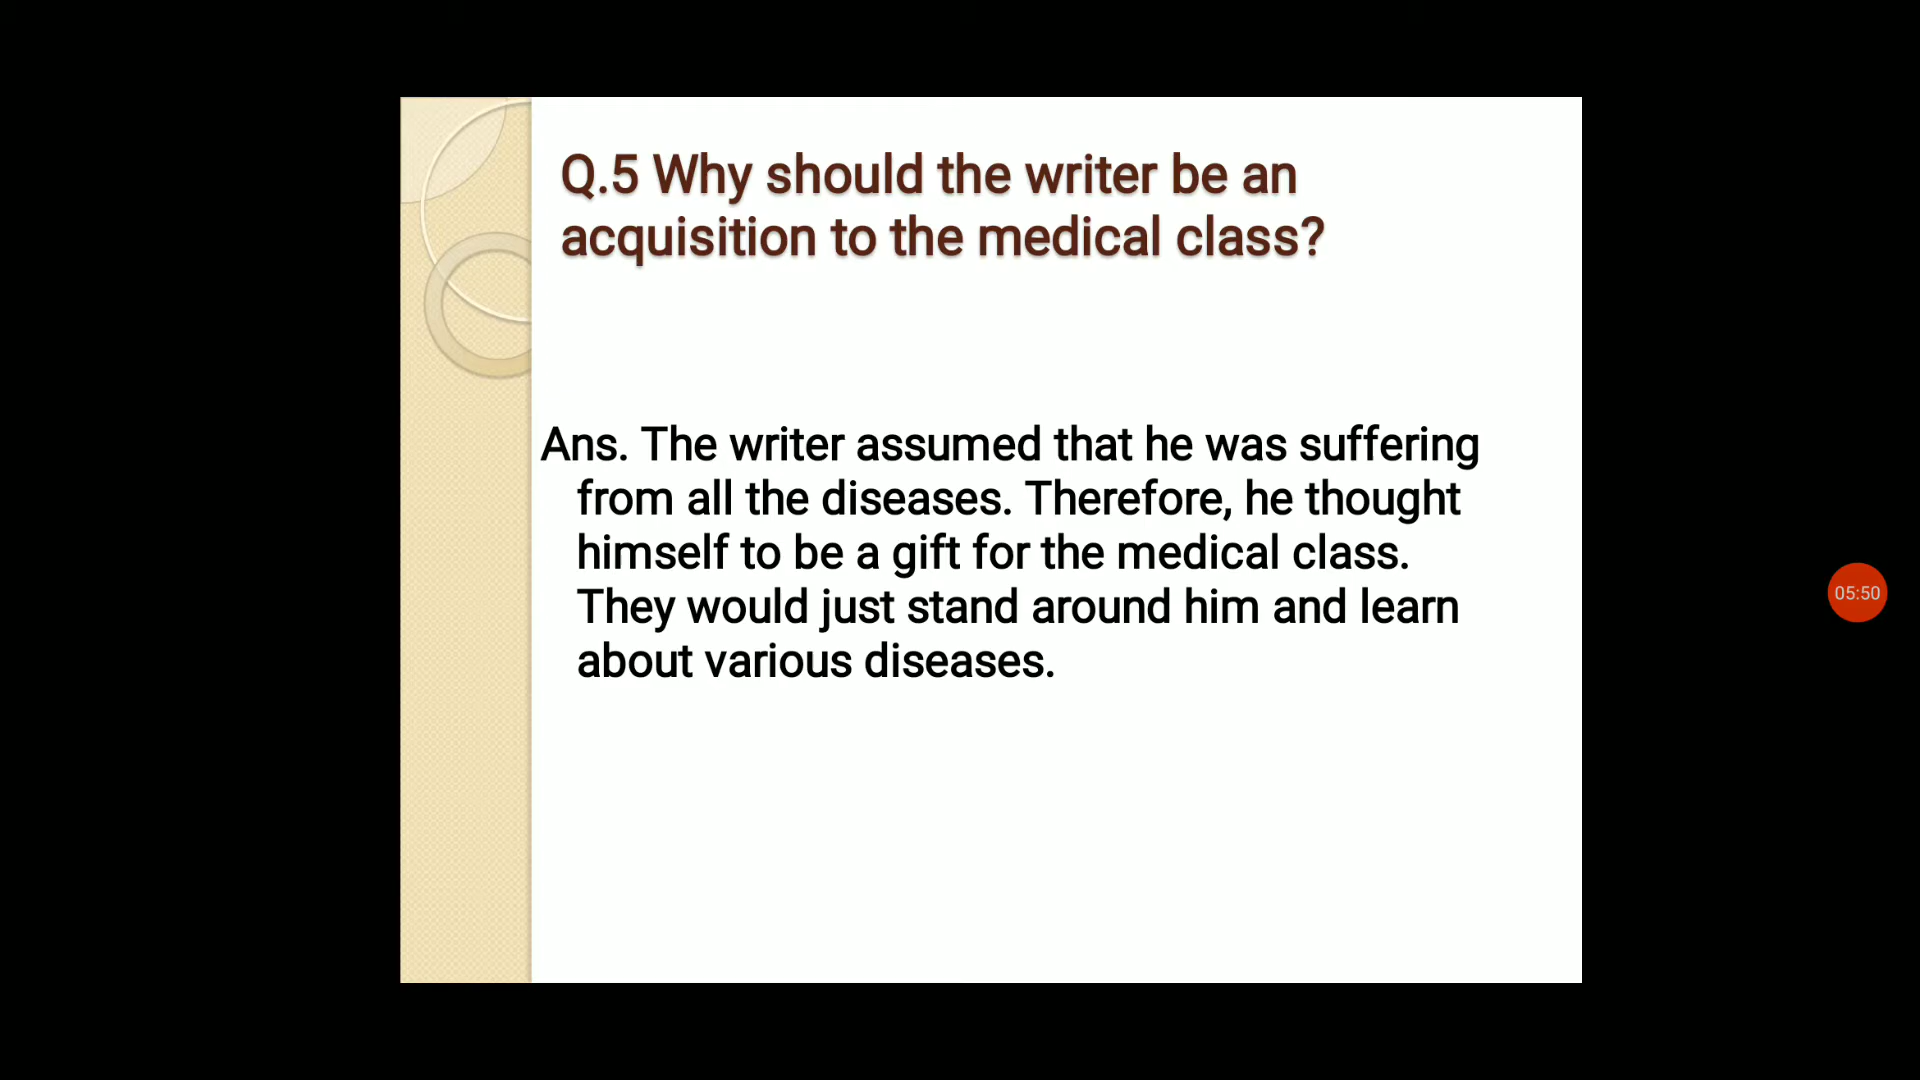 Q.5 Why should the writer be an
acquisition to the medical class?
Ans. The writer assumed that he was suffering
from all the diseases. Therefore, he thought
himself to be a gift for the medical class.
They would just stand around him and learn
about various diseases.
05:50